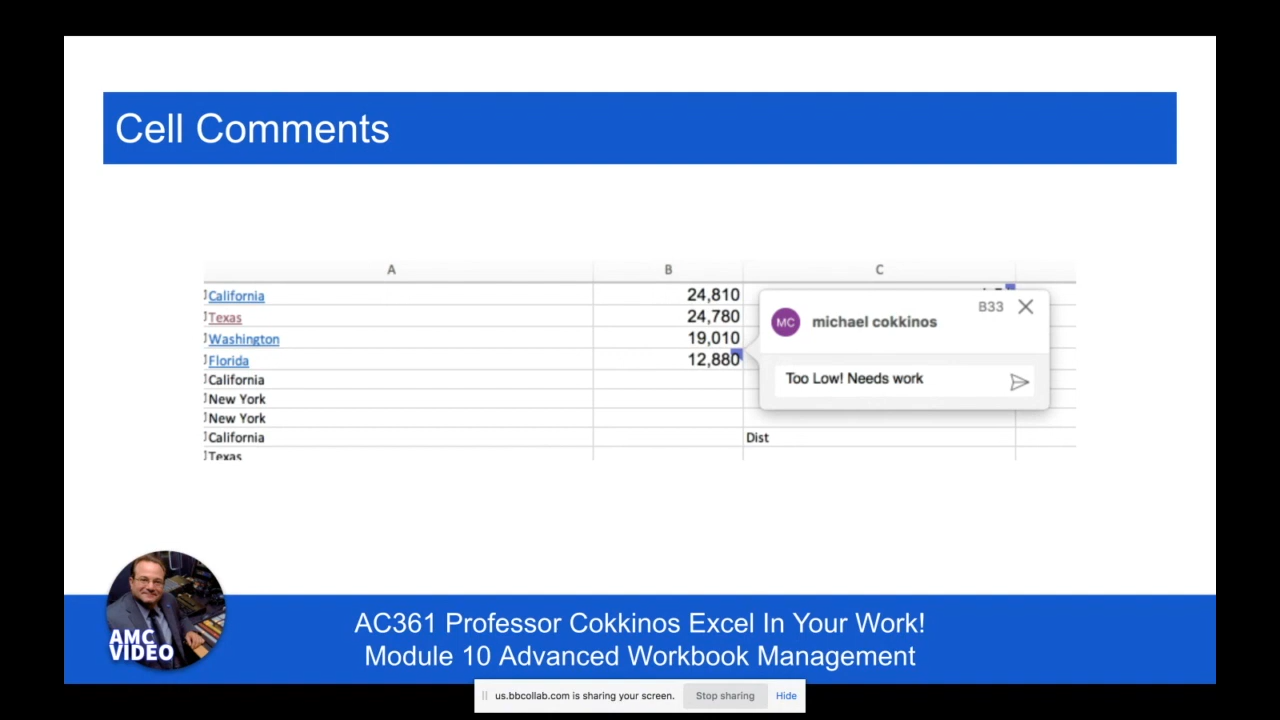 Cell Comments
A B C
California 24,810
Texas 24,780
Washington 19,010
Florida 12,880
California
New York
New York
California Dist
Texas
B33
MC michael cokkinos
Too Low! Needs work
AMC
VIDEO
AC361 Professor Cokkinos Excel In Your Work!
Module 10 Advanced Workbook Management
us.bbcollab.com is sharing your screen. Stop sharing Hide